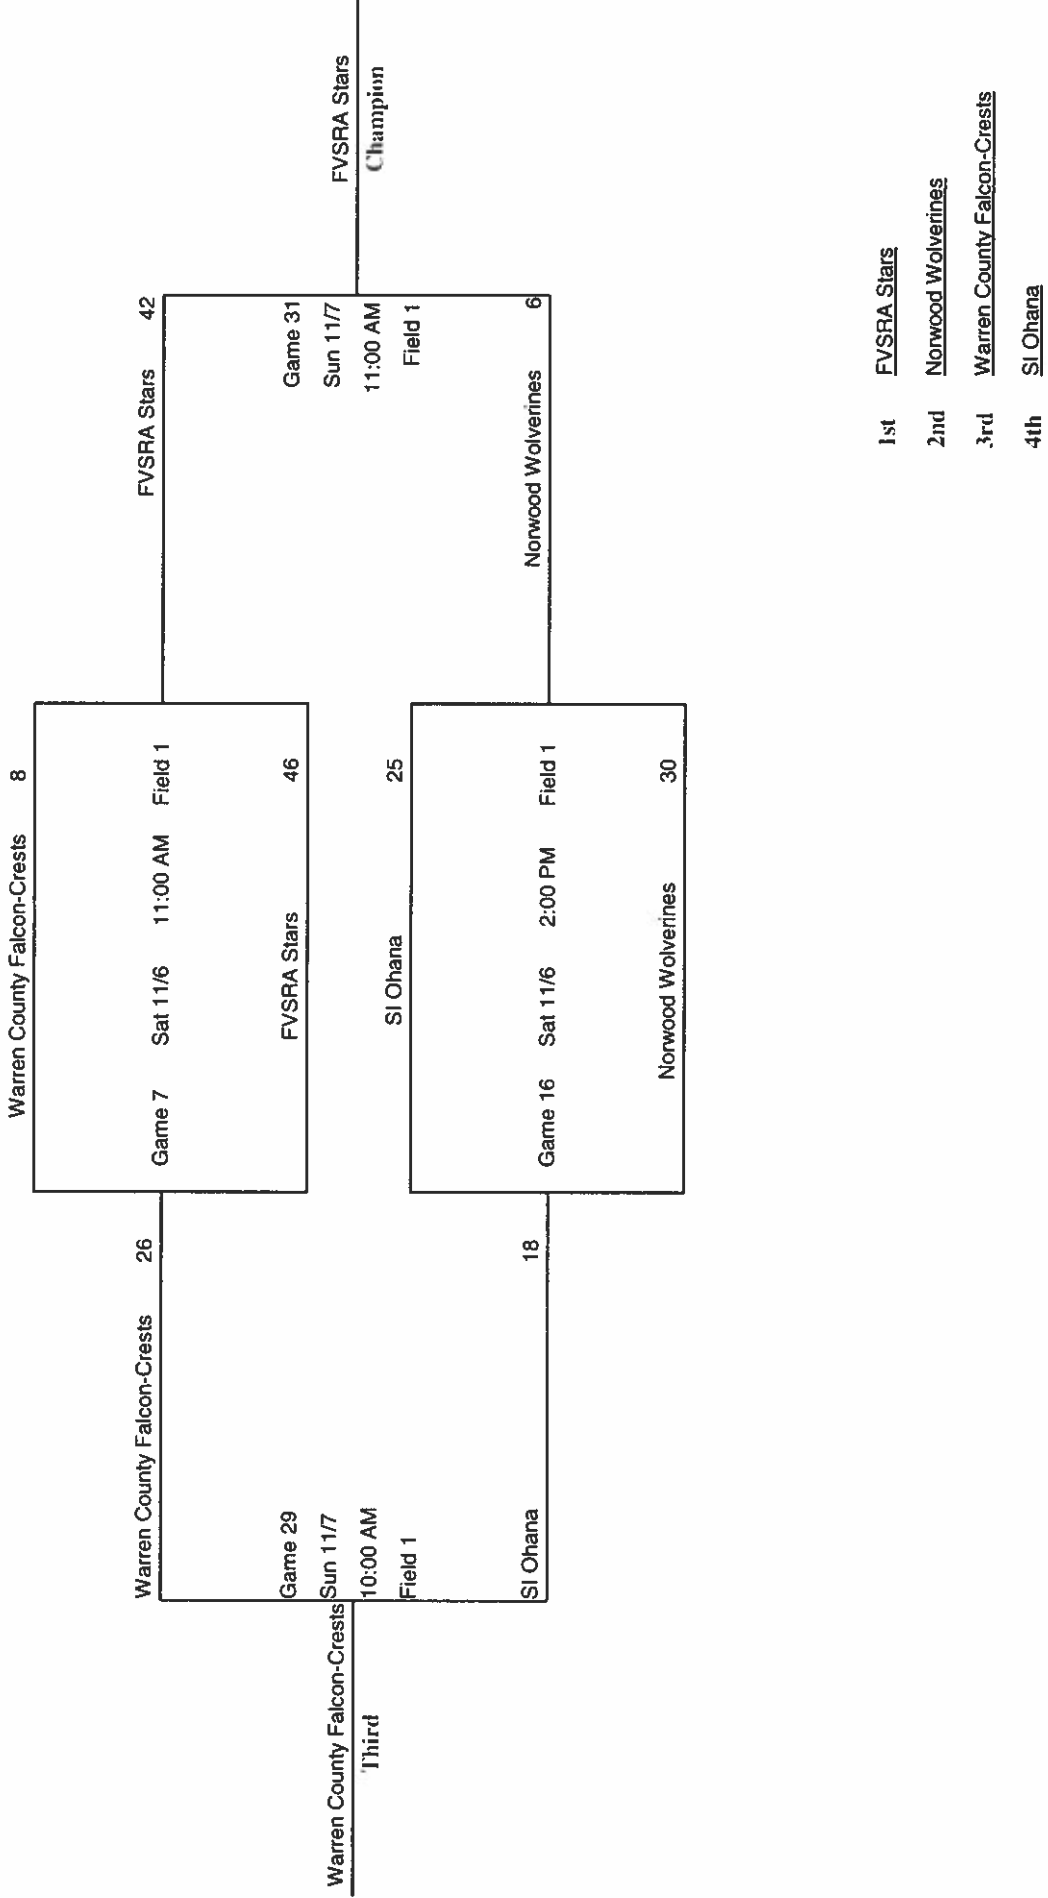 Warren County Falcon-Crests 8
Warren County Falcon-Crests 26
FVSRA Stars 42
Game 7 Sat 11/6 11:00 AM Field 1
Game 29
Sun 11/7
10:00 AM
Field 1
FVSRA Stars 46
Game 31
Sun 11/7
11:00 AM
Field 1
Warren County Falcon-Crests
Third
FVSRA Stars
Champion
SI Ohana 25
SI Ohana 18
Game 16 Sat 11/6 2:00 PM Field 1
Norwood Wolverines 6
Norwood Wolverines 30
1st FVSRA Stars
2nd Norwood Wolverines
3rd Warren County Falcon-Crests
4th SI Ohana